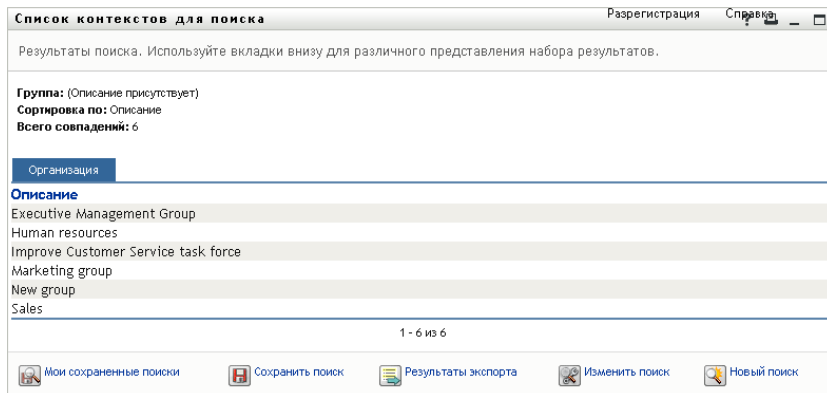 Список контекстов для поиска
Разрегистрация
Справка
Результаты поиска. Используйте вкладки внизу для различного представления набора результатов.
Группа: (Описание присутствует)
Сортировка по: Описание
Всего совпадений: 6
Организация
Описание
Executive Management Group
Human resources
Improve Customer Service task force
Marketing group
New group
Sales
1 - 6 из 6
Мои сохраненные поиски
Сохранить поиск
Результаты экспорта
Изменить поиск
Новый поиск